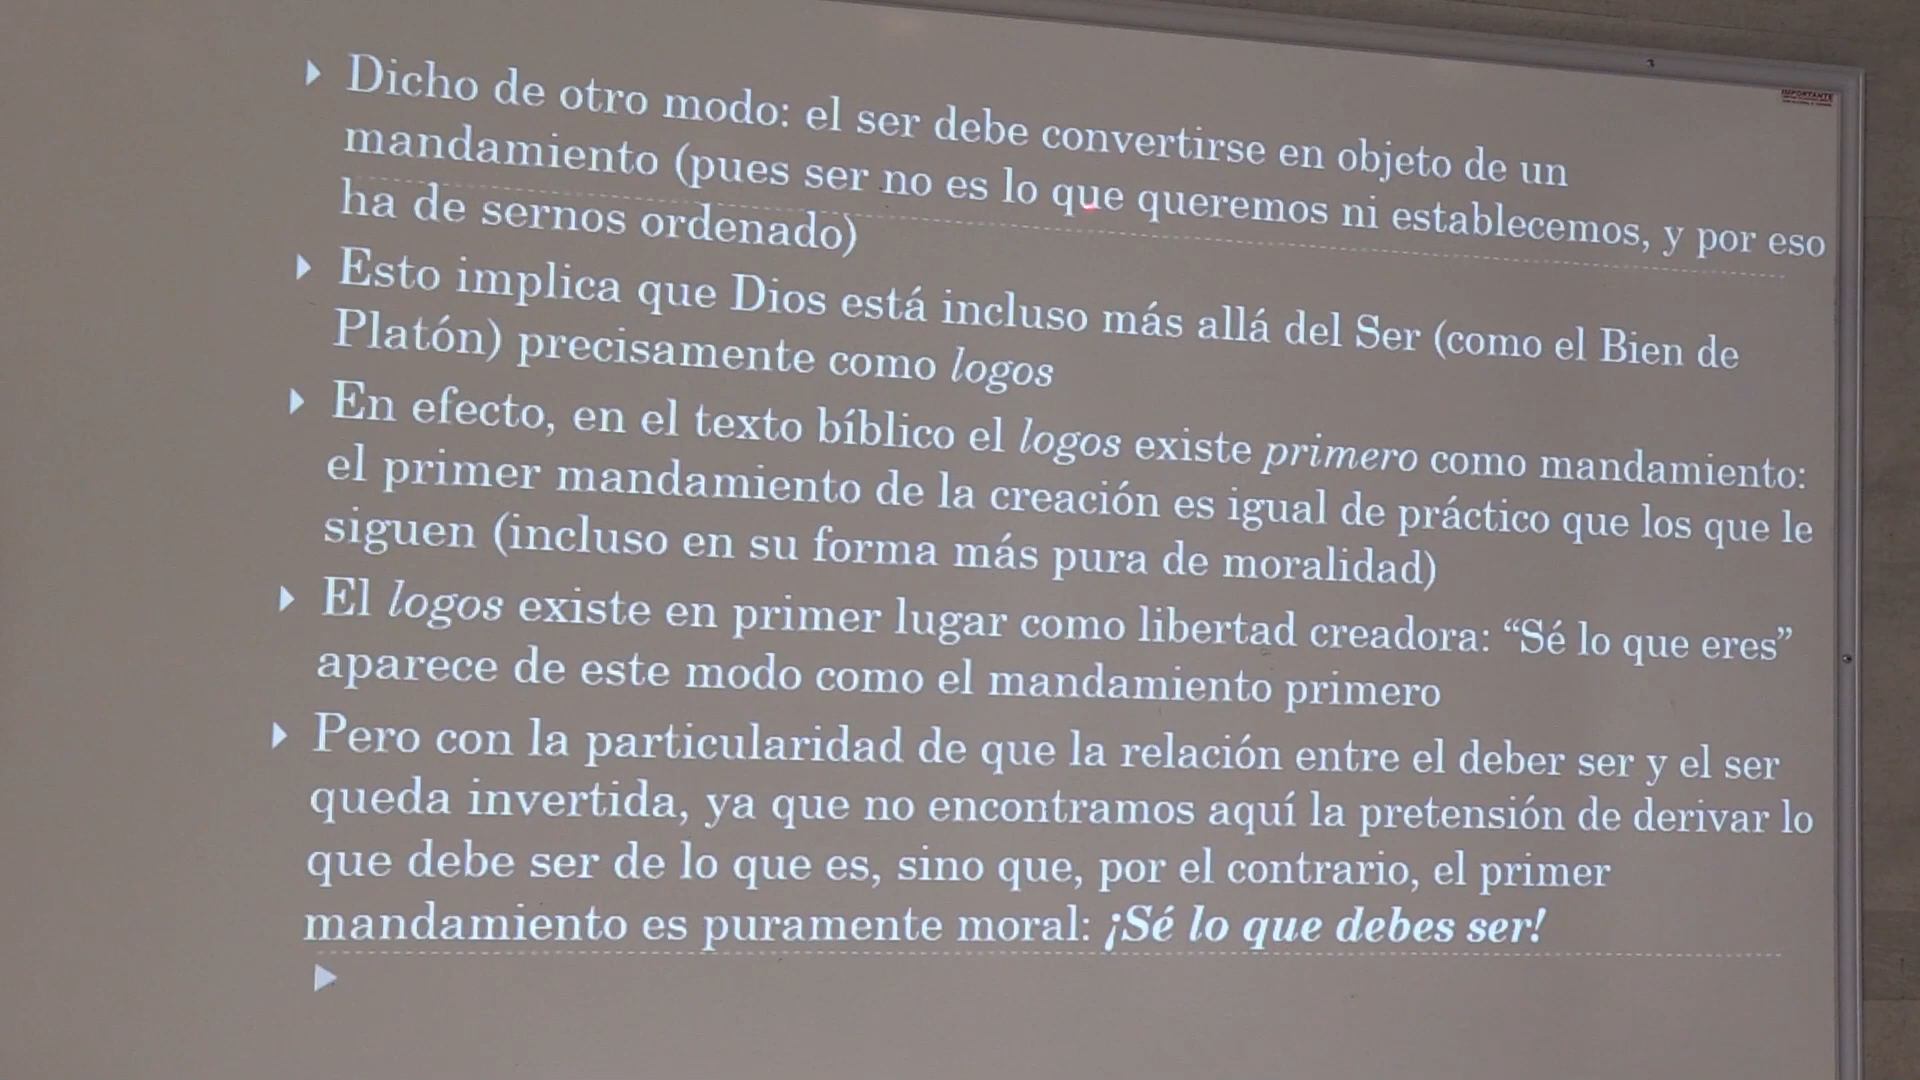 Dicho de otro modo: el ser debe convertirse en objeto de un
mandamiento (pues ser no es lo que queremos ni establecemos, y por eso
ha de sernos ordenado)
Esto implica que Dios está incluso más allá del Ser (como el Bien de
Platón) precisamente como logos
En efecto, en el texto bíblico el logos existe primero como mandamiento:
el primer mandamiento de la creación es igual de práctico que los que le
siguen (incluso en su forma más pura de moralidad)
El logos existe en primer lugar como libertad creadora: “Sé lo que eres”
aparece de este modo como el mandamiento primero
Pero con la particularidad de que la relación entre el deber ser y el ser
queda invertida, ya que no encontramos aquí la pretensión de derivar lo
que debe ser de lo que es, sino que, por el contrario, el primer
mandamiento es puramente moral: ¡Sé lo que debes ser!
IMPORTANTE